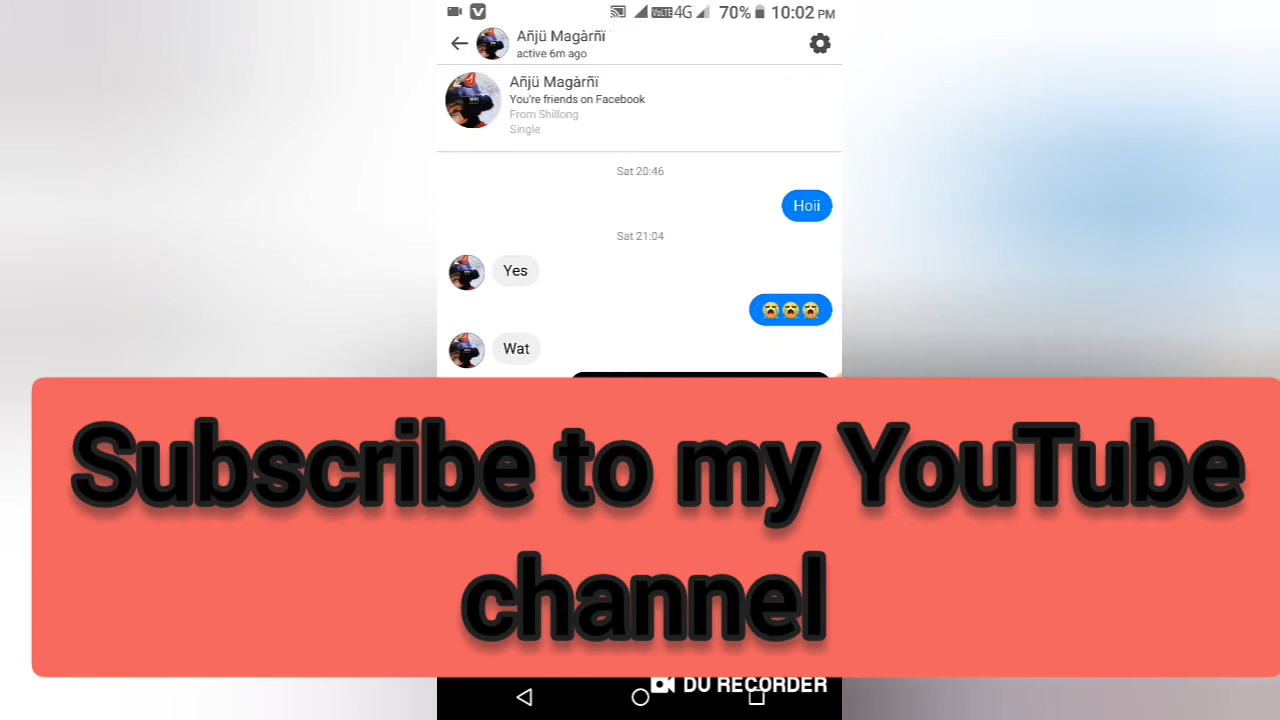 V VoLTE 4G 70% 10:02 PM
Añjü Magàrñï
active 6m ago
Añjü Magàrñï
You're friends on Facebook
From Shillong
Single
Sat 20:46
Hoii
Sat 21:04
Yes
Wat
Subscribe to my YouTube
channel
DU RECORDER